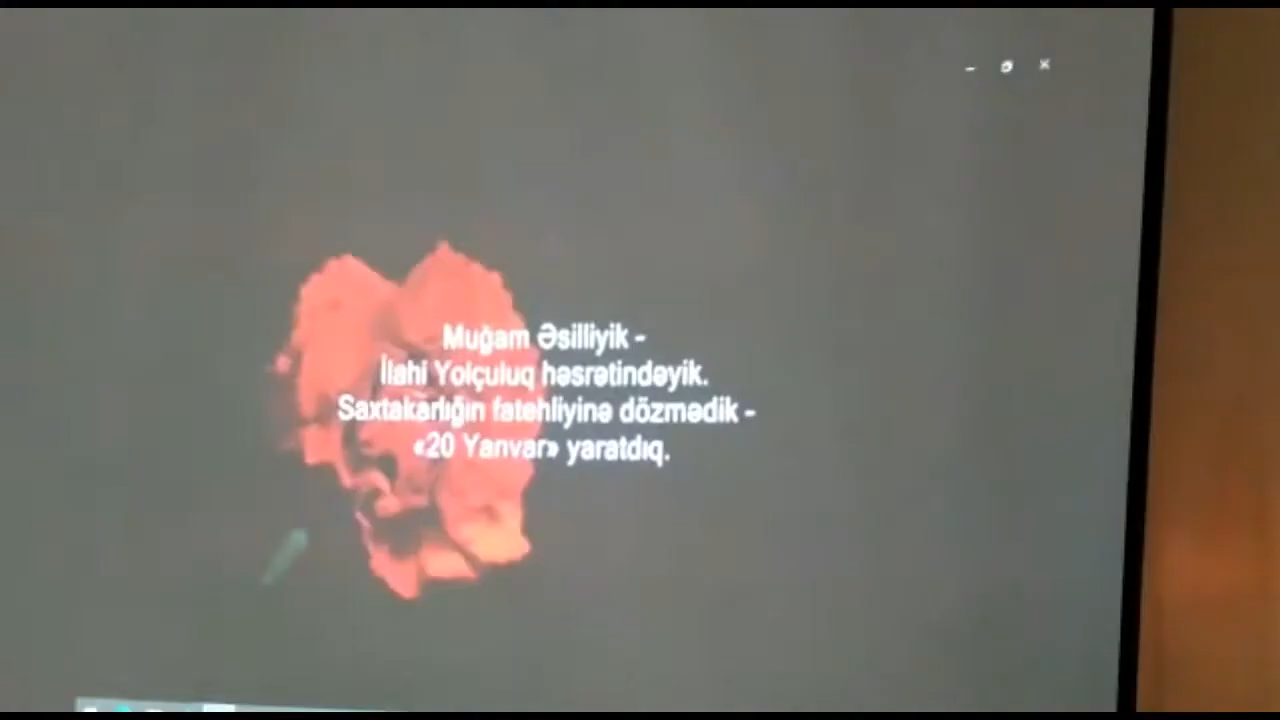 Muğam Əsilliyik -
İlahi Yolçuluq həsrətindəyik.
Saxtakarlığın fatehliyinə dözmədik -
«20 Yanvar» yaratdıq.